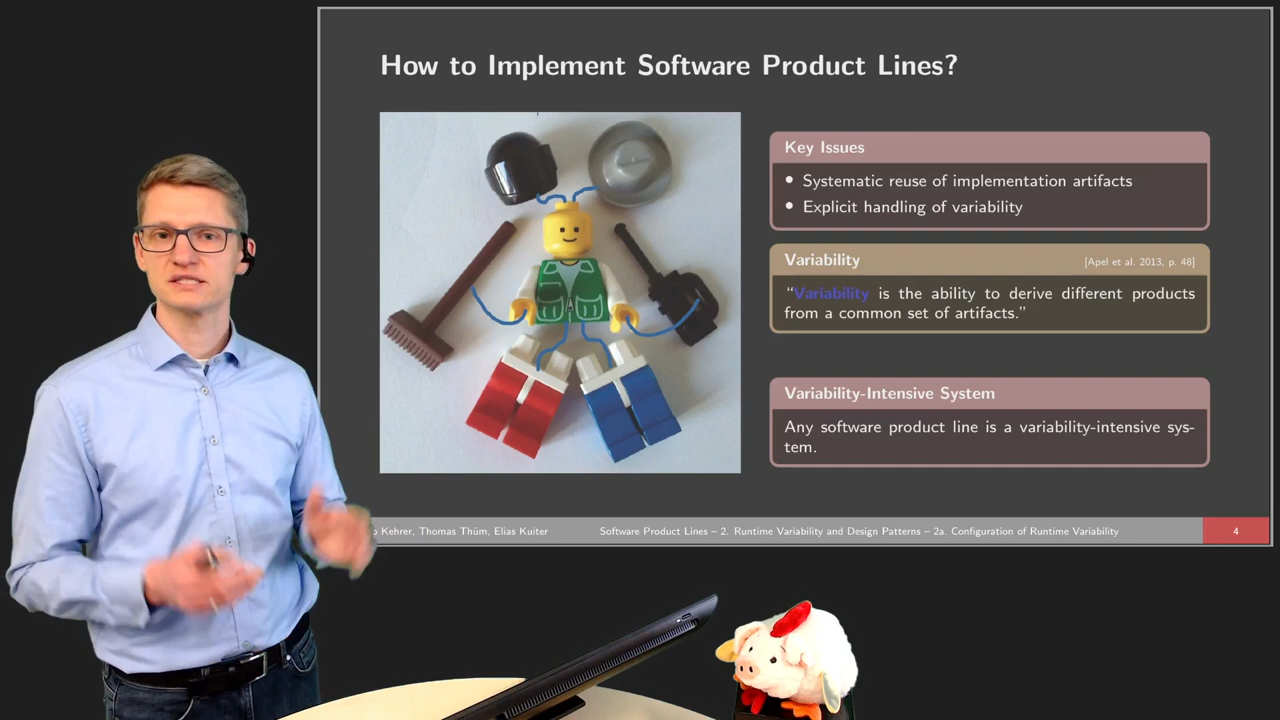 How to Implement Software Product Lines?
Key Issues
• Systematic reuse of implementation artifacts
• Explicit handling of variability
Variability [Apel et al. 2013, p. 48]
“Variability is the ability to derive different products
from a common set of artifacts.”
Variability-Intensive System
Any software product line is a variability-intensive sys-
tem.
Kehrer, Thomas Thüm, Elias Kuiter Software Product Lines – 2. Runtime Variability and Design Patterns – 2a. Configuration of Runtime Variability 4